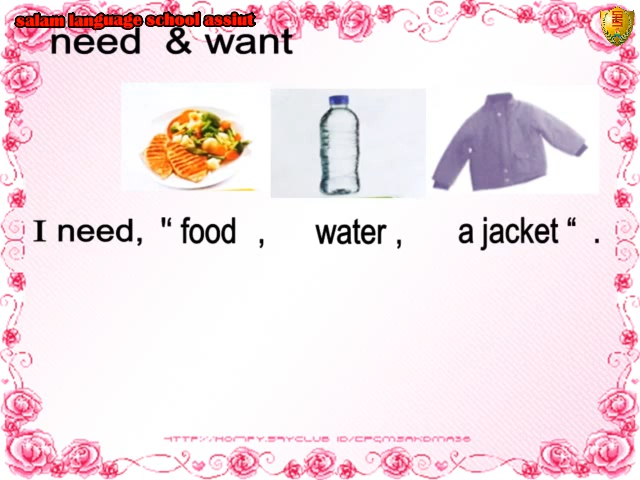 salam language school assiut
need & want
I need, " food , water , a jacket “ .